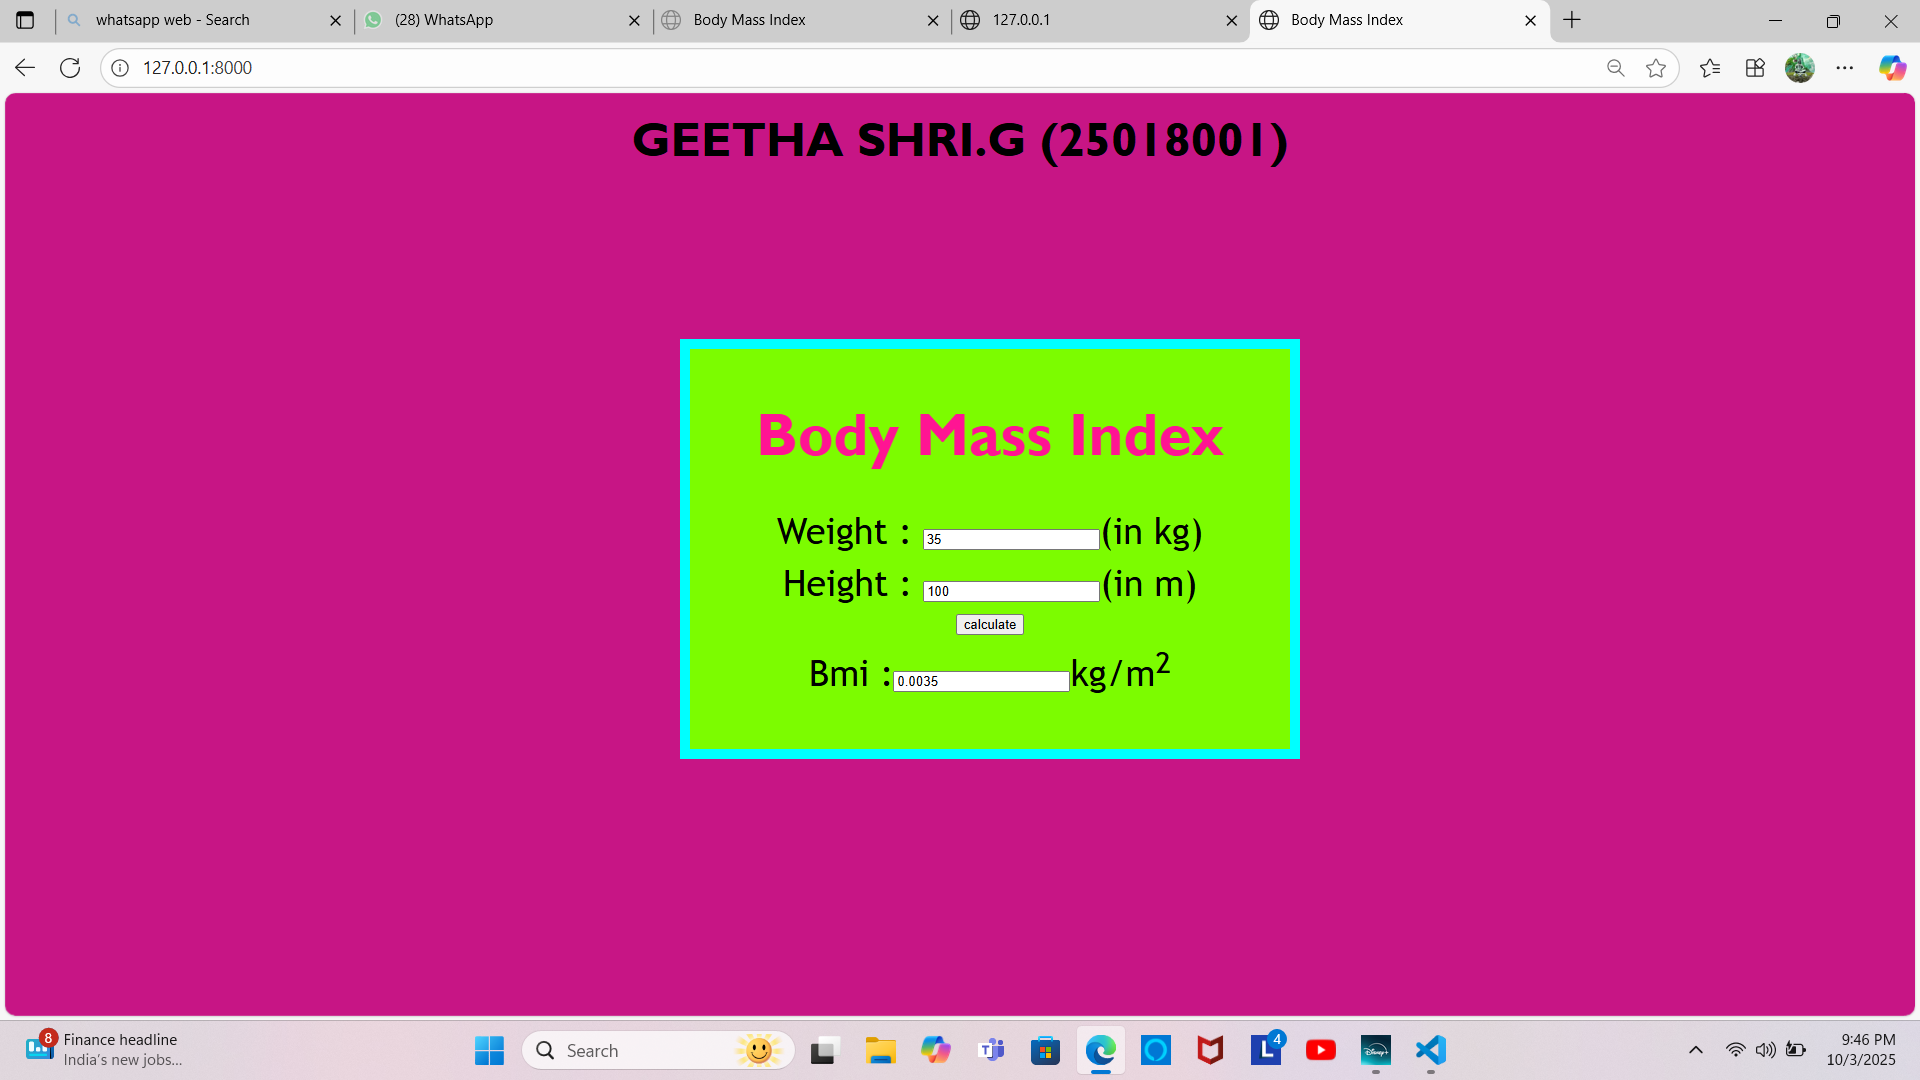 whatsapp web - Search
(28) WhatsApp
Body Mass Index
127.0.0.1
Body Mass Index
127.0.0.1:8000
GEETHA SHRI.G (25018001)
Body Mass Index
Weight : 35 (in kg)
Height : 100 (in m)
calculate
Bmi : 0.0035 kg/m²
8
Finance headline
India's new jobs...
Search
T
L
4
Disney+
9:46 PM
10/3/2025